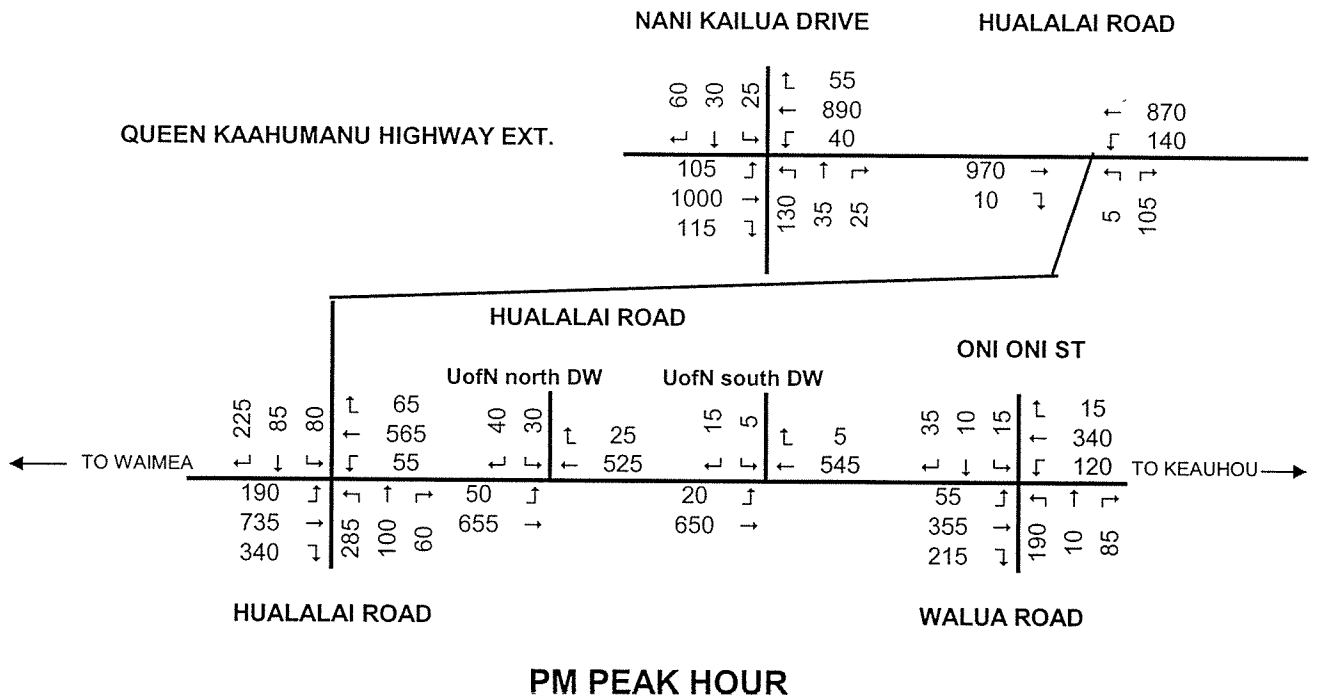 NANI KAILUA DRIVE
HUALALAI ROAD
QUEEN KAAHUMANU HIGHWAY EXT.
60 30 25
55
890
40
105
1000
115
130 35 25
870
140
970
10
5 105
HUALALAI ROAD
UofN north DW
UofN south DW
ONI ONI ST
TO WAIMEA
225 85 80
65
565
55
190
735
340
285 100 60
40 30
25
525
50
655
15 5
5
545
20
650
35 10 15
15
340
120
55
355
215
190 10 85
TO KEAUHOU
HUALALAI ROAD
WALUA ROAD
PM PEAK HOUR